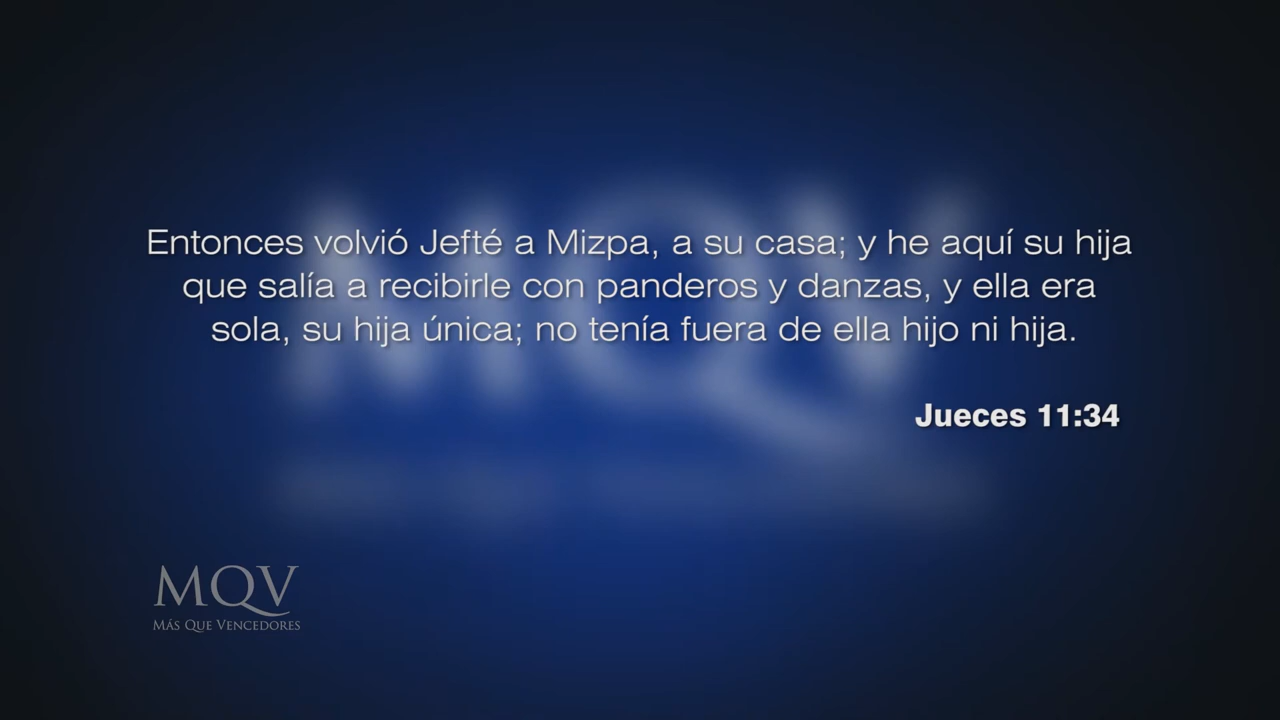 Entonces volvió Jefté a Mizpa, a su casa; y he aquí su hija
que salía a recibirle con panderos y danzas, y ella era
sola, su hija única; no tenía fuera de ella hijo ni hija.
Jueces 11:34
MQV
MÁS QUE VENCEDORES